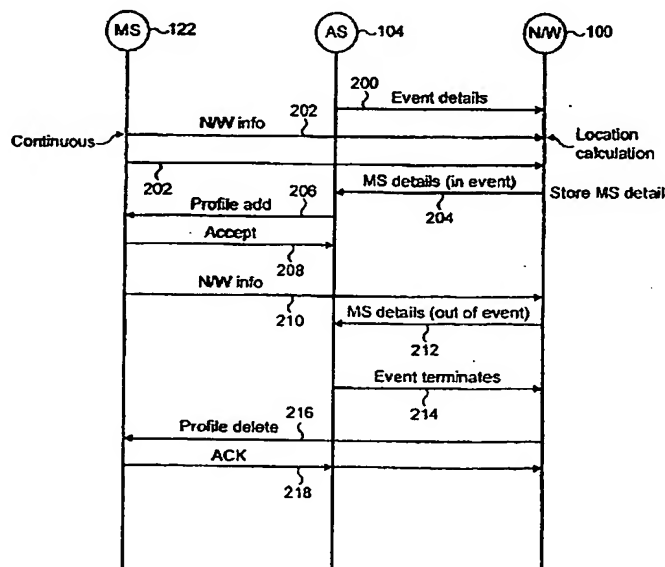 MS 122 AS 104 N/W 100
200
Event details
N/W info 202
Continuous
Location
calculation
202
MS details (in event)
Store MS detail
206
204
Profile add
Accept
208
N/W info
210
MS details (out of event)
212
Event terminates
216
214
Profile delete
ACK
218